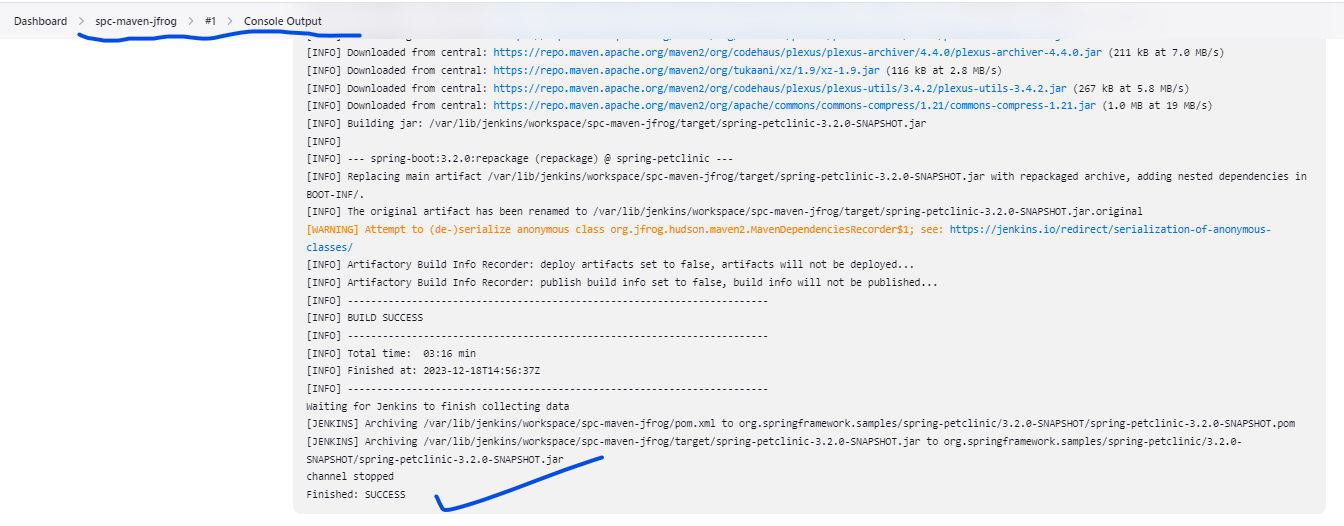 Dashboard > spc-maven-jfrog > #1 > Console Output
[INFO] Downloaded from central: https://repo.maven.apache.org/maven2/org/codehaus/plexus/plexus-archiver/4.4.0/plexus-archiver-4.4.0.jar (211 kB at 7.0 MB/s)
[INFO] Downloaded from central: https://repo.maven.apache.org/maven2/org/tukaani/xz/1.9/xz-1.9.jar (116 kB at 2.8 MB/s)
[INFO] Downloaded from central: https://repo.maven.apache.org/maven2/org/codehaus/plexus/plexus-utils/3.4.2/plexus-utils-3.4.2.jar (267 kB at 5.8 MB/s)
[INFO] Downloaded from central: https://repo.maven.apache.org/maven2/org/apache/commons/commons-compress/1.21/commons-compress-1.21.jar (1.0 MB at 19 MB/s)
[INFO] Building jar: /var/lib/jenkins/workspace/spc-maven-jfrog/target/spring-petclinic-3.2.0-SNAPSHOT.jar
[INFO]
[INFO] --- spring-boot:3.2.0:repackage (repackage) @ spring-petclinic ---
[INFO] Replacing main artifact /var/lib/jenkins/workspace/spc-maven-jfrog/target/spring-petclinic-3.2.0-SNAPSHOT.jar with repackaged archive, adding nested dependencies in
BOOT-INF/.
[INFO] The original artifact has been renamed to /var/lib/jenkins/workspace/spc-maven-jfrog/target/spring-petclinic-3.2.0-SNAPSHOT.jar.original
[WARNING] Attempt to (de-)serialize anonymous class org.jfrog.hudson.maven2.MavenDependenciesRecorder$1; see: https://jenkins.io/redirect/serialization-of-anonymous-
classes/
[INFO] Artifactory Build Info Recorder: deploy artifacts set to false, artifacts will not be deployed...
[INFO] Artifactory Build Info Recorder: publish build info set to false, build info will not be published...
[INFO] ------------------------------------------------------------------------
[INFO] BUILD SUCCESS
[INFO] ------------------------------------------------------------------------
[INFO] Total time:  03:16 min
[INFO] Finished at: 2023-12-18T14:56:37Z
[INFO] ------------------------------------------------------------------------
Waiting for Jenkins to finish collecting data
[JENKINS] Archiving /var/lib/jenkins/workspace/spc-maven-jfrog/pom.xml to org.springframework.samples/spring-petclinic/3.2.0-SNAPSHOT/spring-petclinic-3.2.0-SNAPSHOT.pom
[JENKINS] Archiving /var/lib/jenkins/workspace/spc-maven-jfrog/target/spring-petclinic-3.2.0-SNAPSHOT.jar to org.springframework.samples/spring-petclinic/3.2.0-
SNAPSHOT/spring-petclinic-3.2.0-SNAPSHOT.jar
channel stopped
Finished: SUCCESS